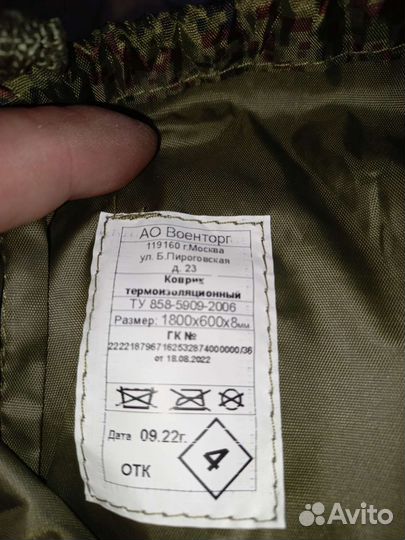 АО Военторг
119160 г.Москва
ул. Б.Пироговская
д. 23
Коврик
термоизоляционный
ТУ 858-5909-2006
Размер: 1800х600х8мм
ГК №
2222187967162532874000000/36
от 18.08.2022
Дата 09.22г.
4
ОТК
Avito